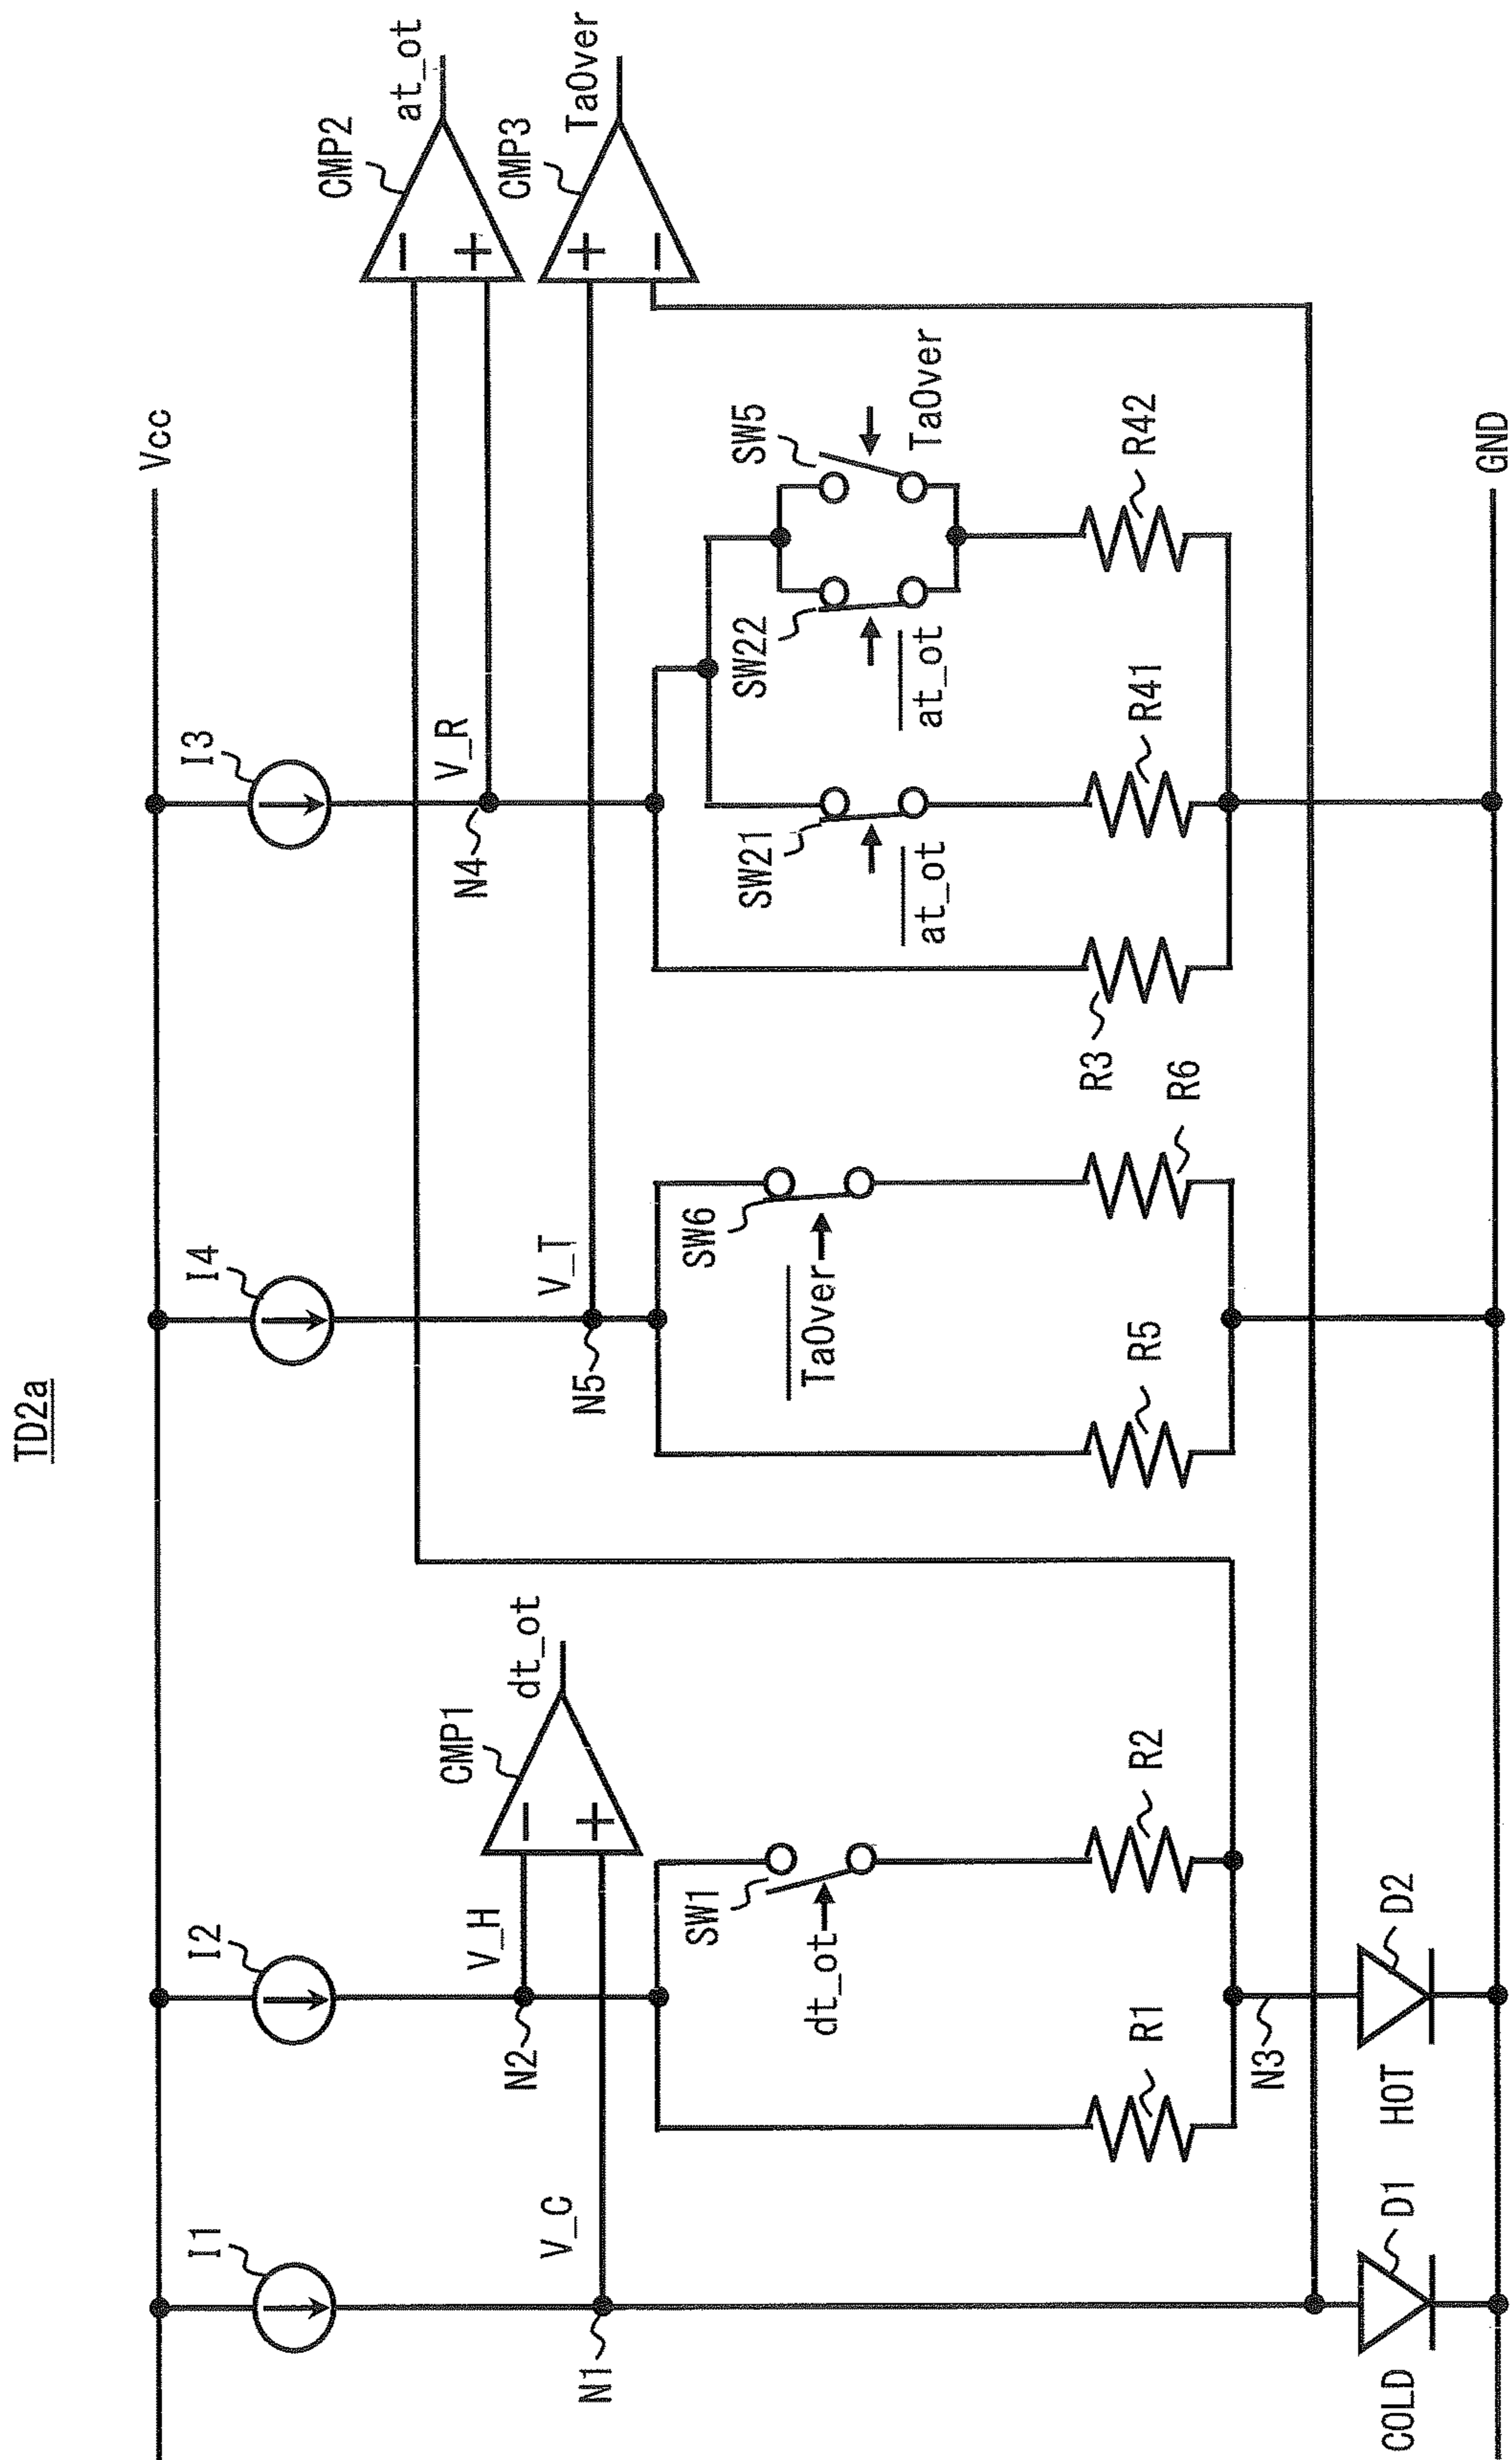 TD2a
Vcc
I1
I2
I4
I3
CMP2
at_ot
CMP3
TaOver
−
+
+
−
V_C
N1
V_H
N2
CMP1
dt_ot
−
+
V_T
N5
V_R
N4
SW1
dt_ot
SW6
TaOver
SW21
at_ot
SW22
at_ot
SW5
TaOver
R1
R2
R5
R6
R3
R41
R42
N3
COLD
D1
HOT
D2
GND